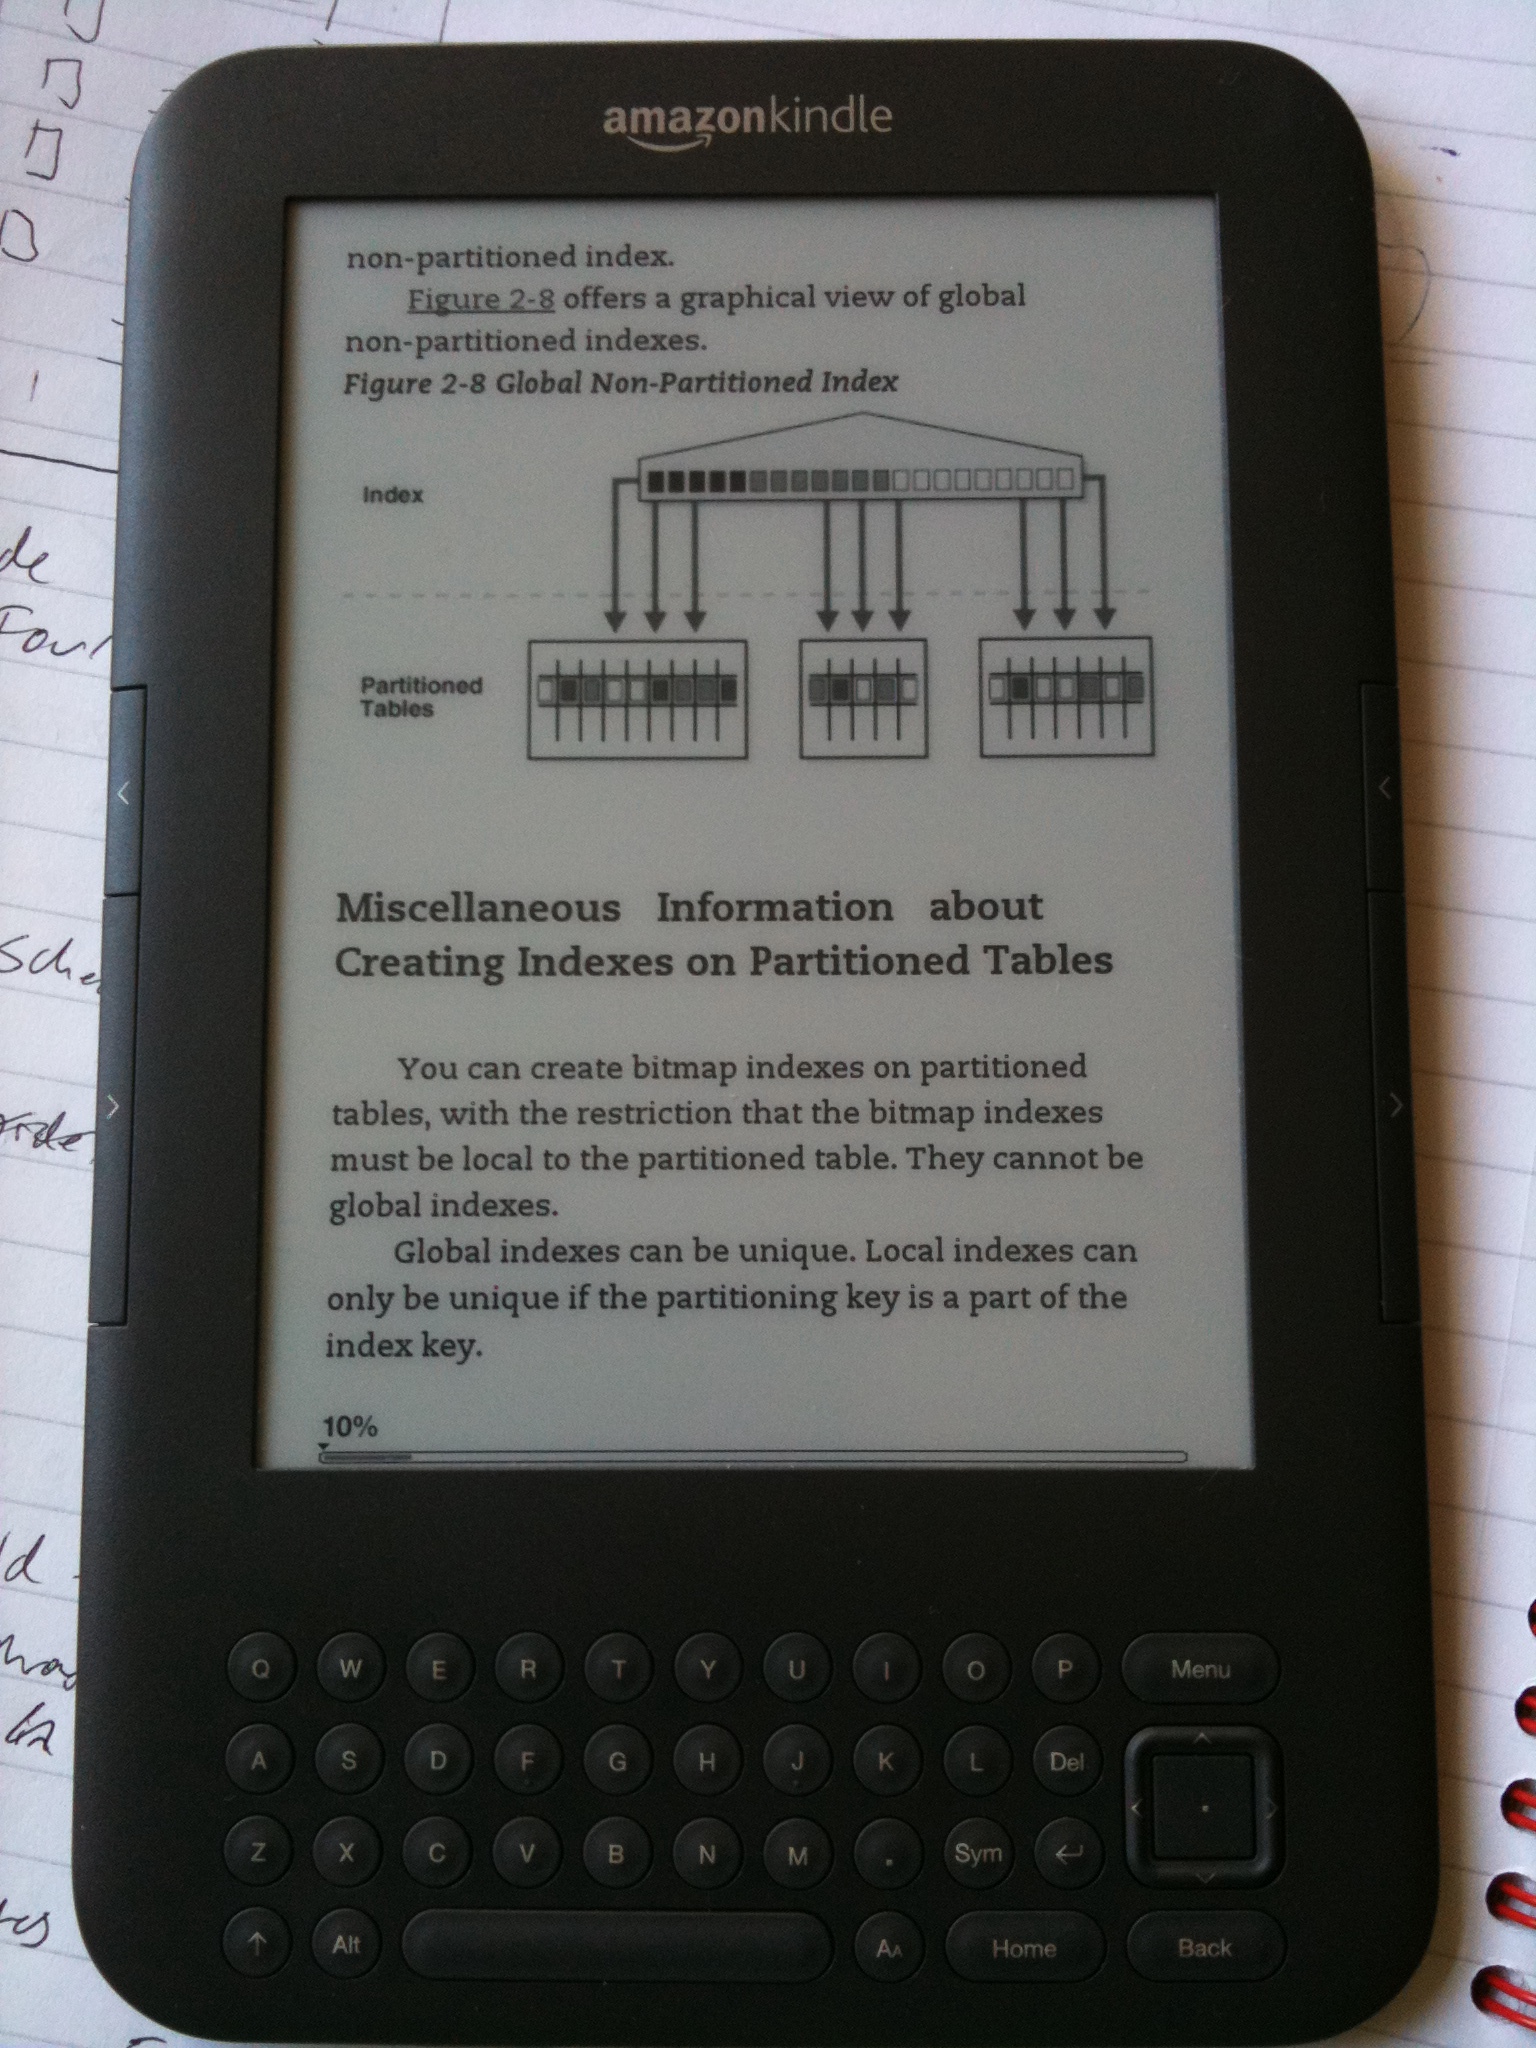 amazonkindle
non-partitioned index.
Figure 2-8 offers a graphical view of global
non-partitioned indexes.
Figure 2-8 Global Non-Partitioned Index
Index
Partitioned
Tables
Miscellaneous Information about
Creating Indexes on Partitioned Tables
You can create bitmap indexes on partitioned
tables, with the restriction that the bitmap indexes
must be local to the partitioned table. They cannot be
global indexes.
Global indexes can be unique. Local indexes can
only be unique if the partitioning key is a part of the
index key.
10%
Q W E R T Y U I O P Menu
A S D F G H J K L Del
Z X C V B N M . Sym
Alt AA Home Back